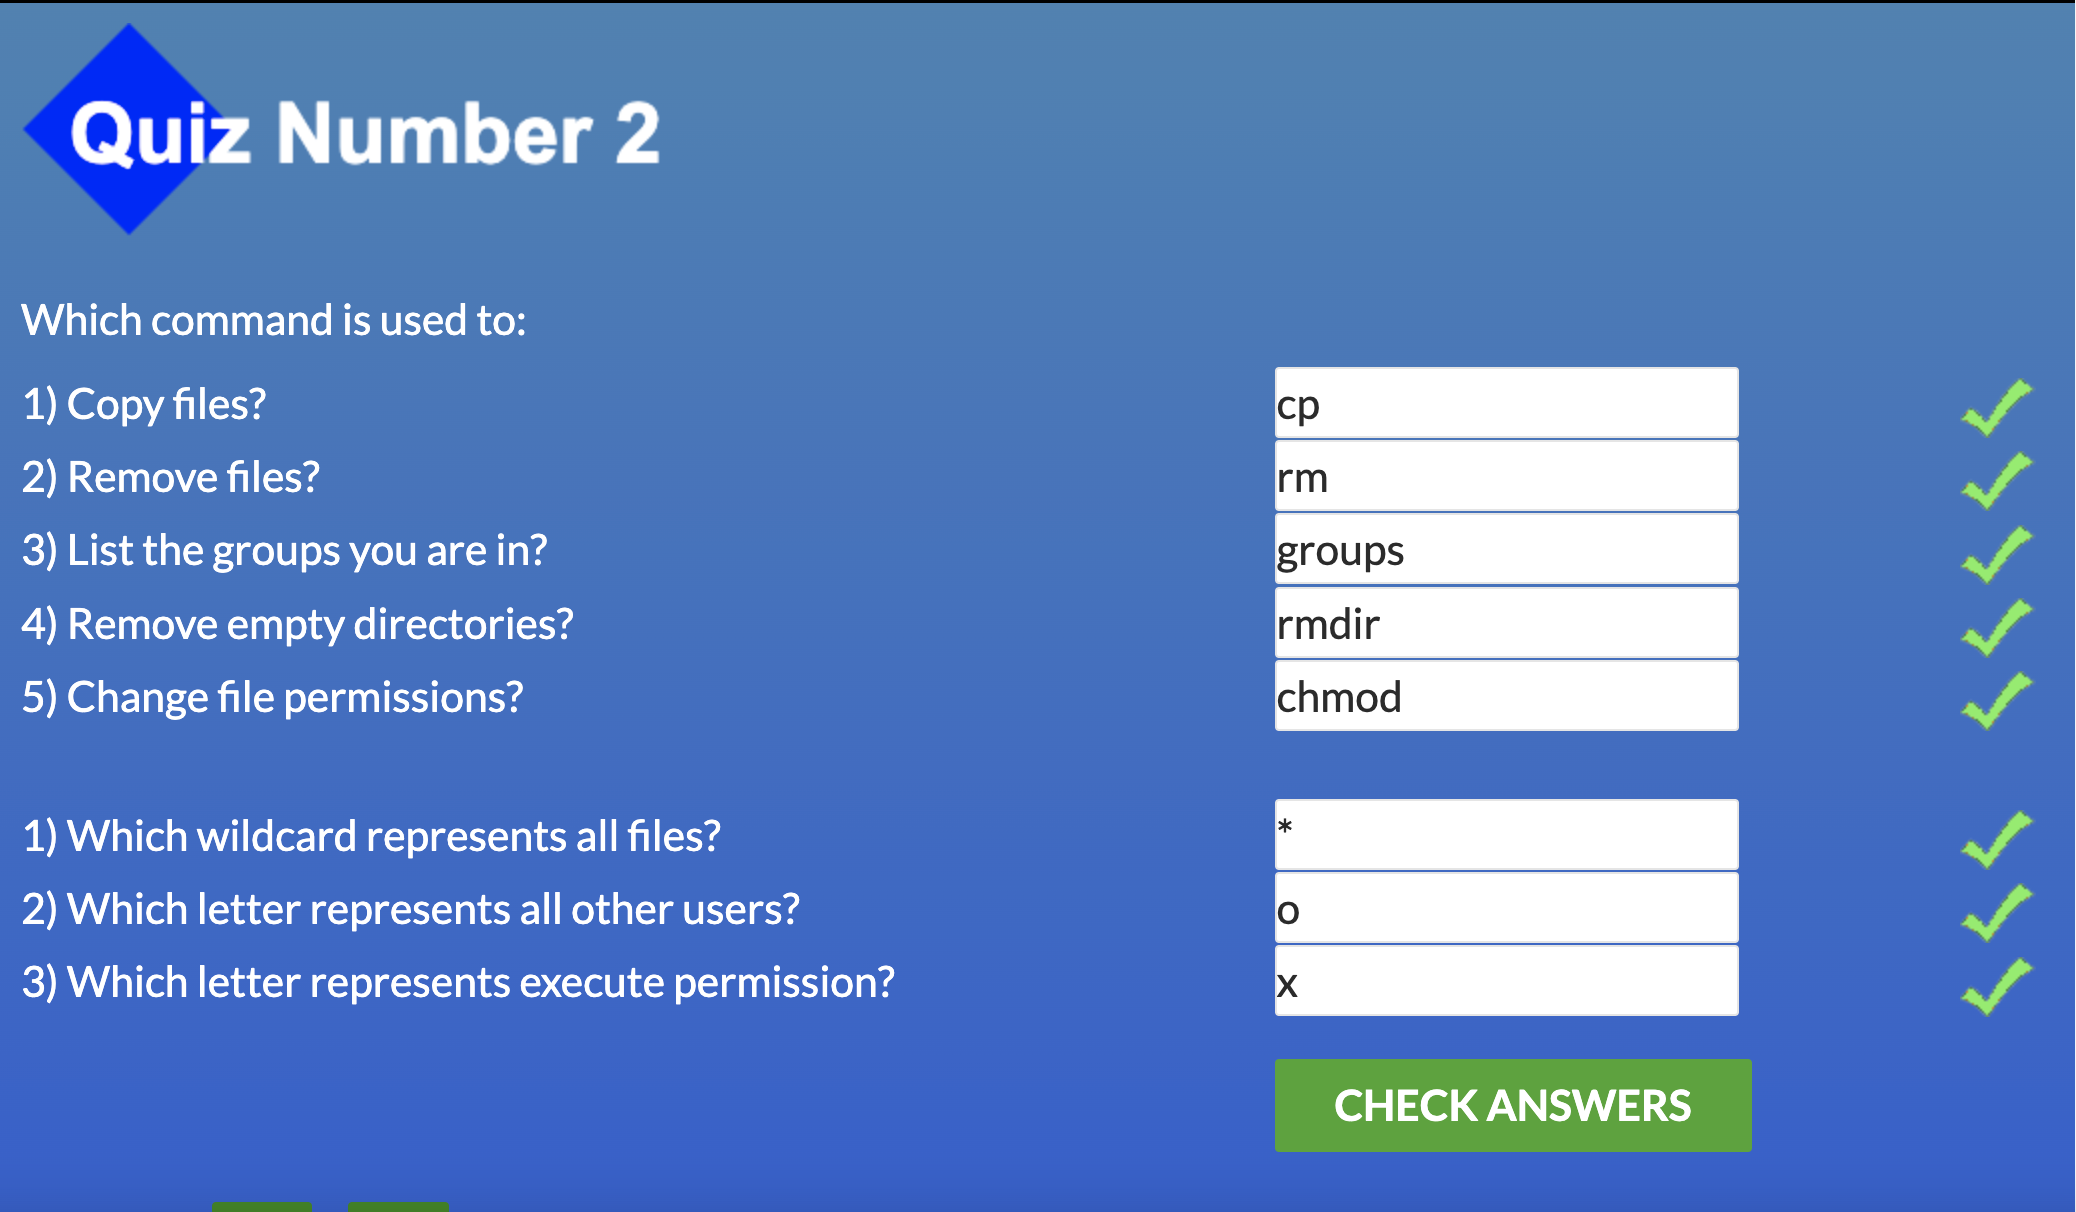 Quiz Number 2
Which command is used to:
1) Copy files? cp
2) Remove files? rm
3) List the groups you are in? groups
4) Remove empty directories? rmdir
5) Change file permissions? chmod
1) Which wildcard represents all files? *
2) Which letter represents all other users? o
3) Which letter represents execute permission? x
CHECK ANSWERS